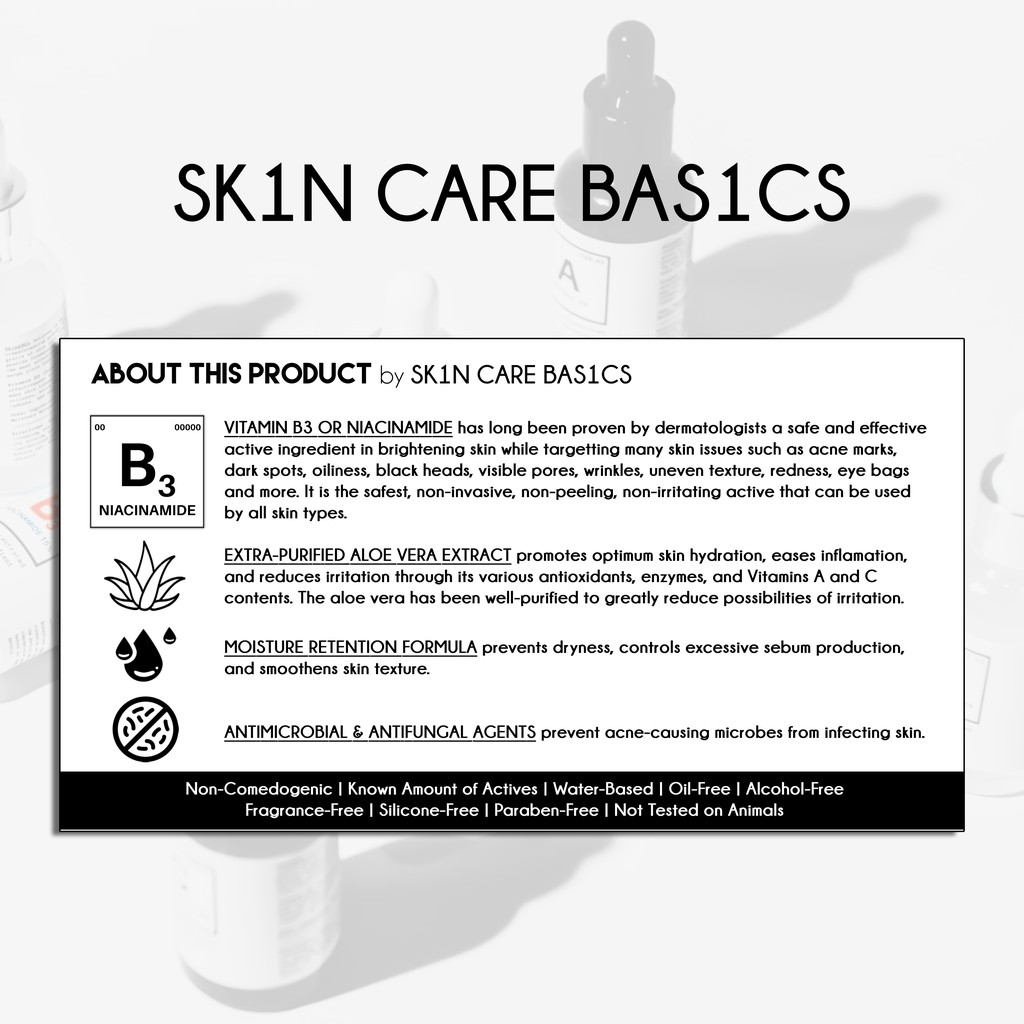 SK1N CARE BAS1CS
A
ABOUT THIS PRODUCT by SK1N CARE BAS1CS
00 00000
B3
NIACINAMIDE
VITAMIN B3 OR NIACINAMIDE has long been proven by dermatologists a safe and effective
active ingredient in brightening skin while targetting many skin issues such as acne marks,
dark spots, oiliness, black heads, visible pores, wrinkles, uneven texture, redness, eye bags
and more. It is the safest, non-invasive, non-peeling, non-irritating active that can be used
by all skin types.
EXTRA-PURIFIED ALOE VERA EXTRACT promotes optimum skin hydration, eases inflamation,
and reduces irritation through its various antioxidants, enzymes, and Vitamins A and C
contents. The aloe vera has been well-purified to greatly reduce possibilities of irritation.
MOISTURE RETENTION FORMULA prevents dryness, controls excessive sebum production,
and smoothens skin texture.
ANTIMICROBIAL & ANTIFUNGAL AGENTS prevent acne-causing microbes from infecting skin.
Non-Comedogenic | Known Amount of Actives | Water-Based | Oil-Free | Alcohol-Free
Fragrance-Free | Silicone-Free | Paraben-Free | Not Tested on Animals